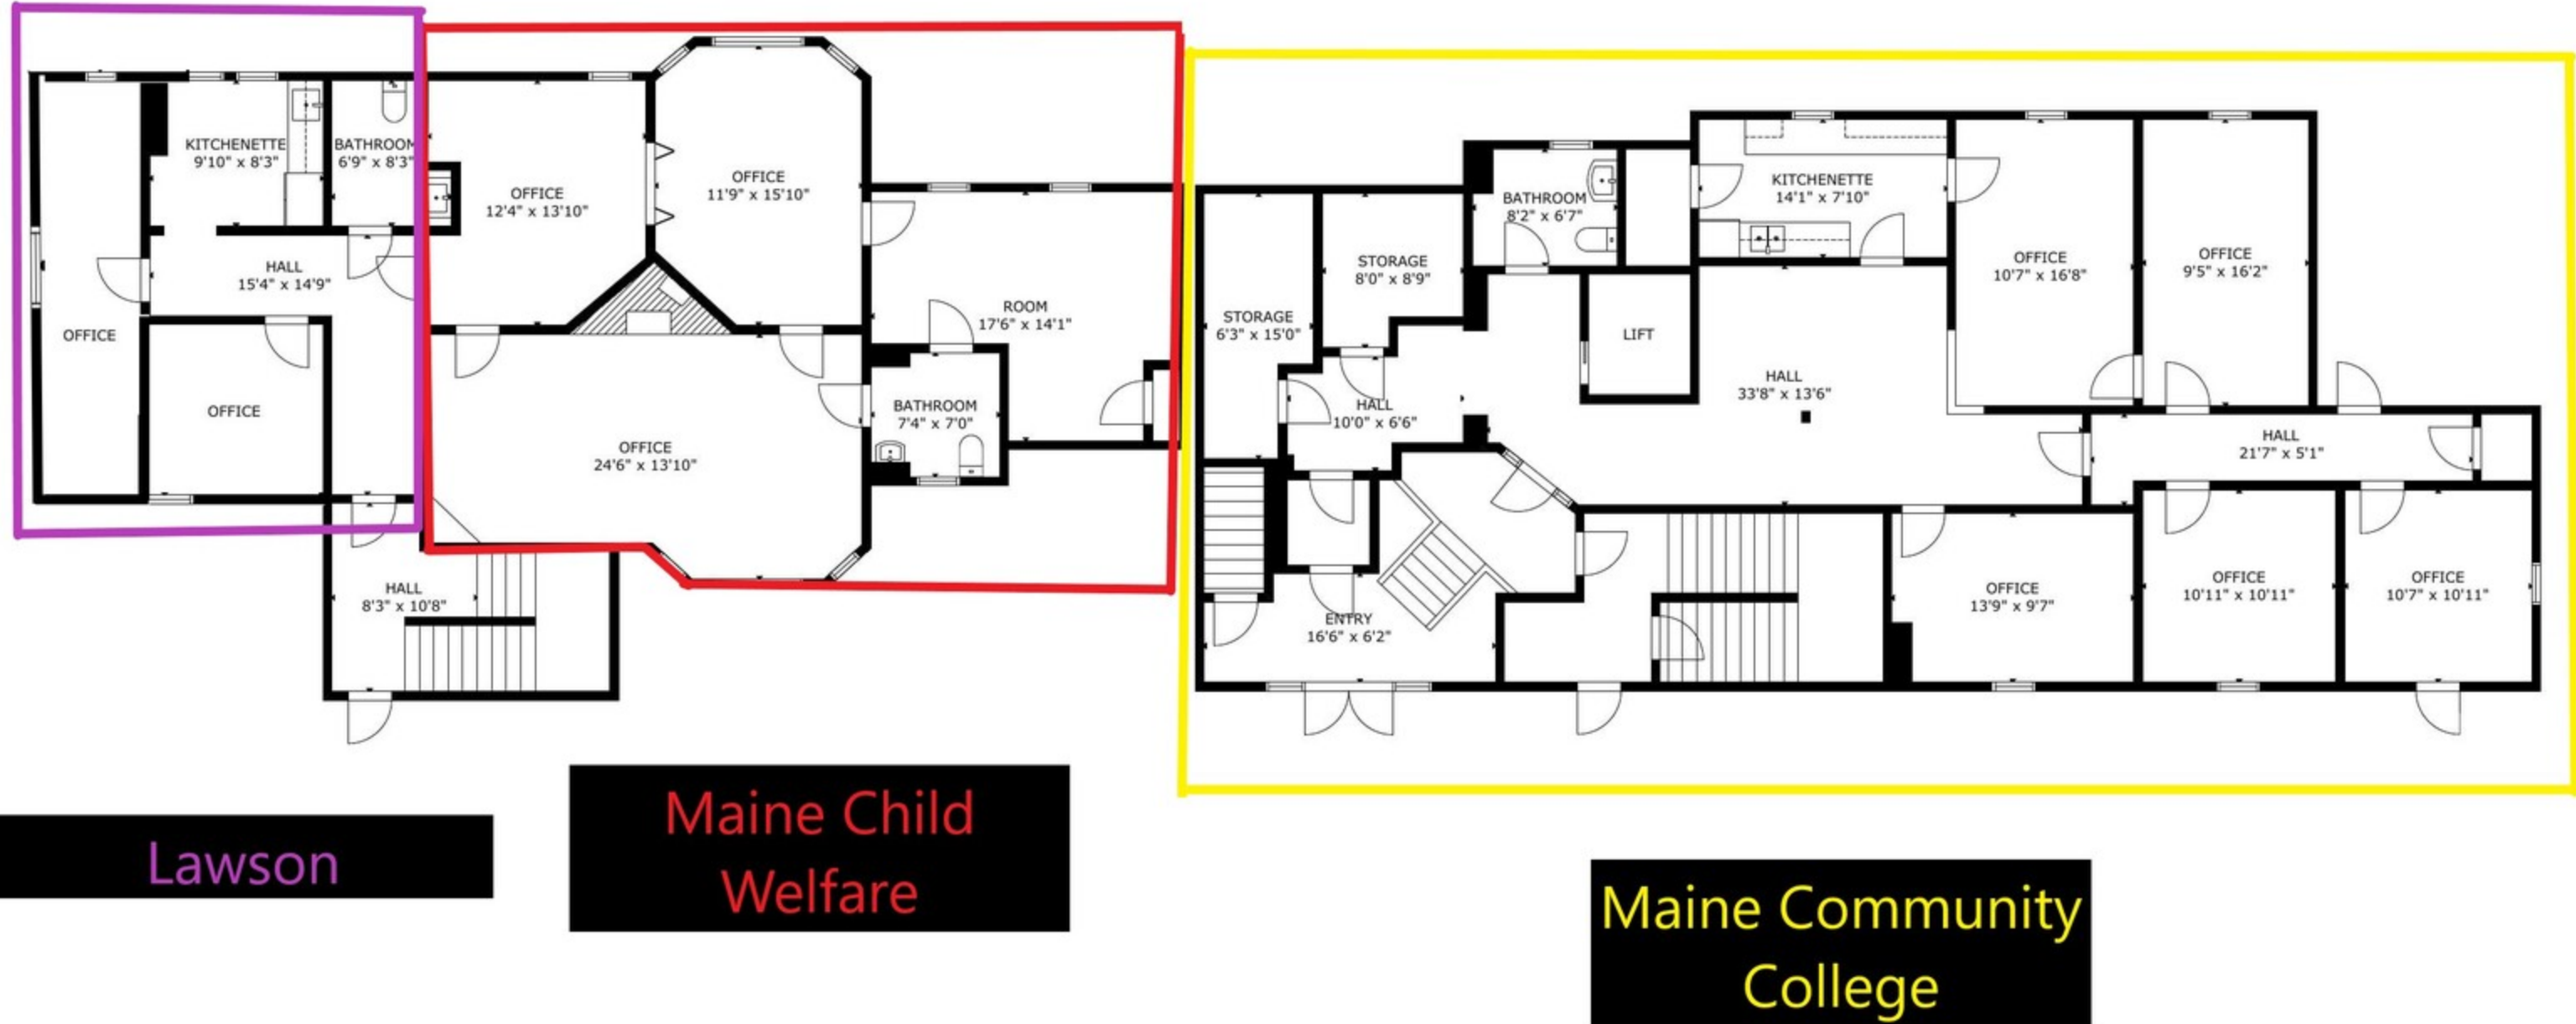 KITCHENETTE
9'10" x 8'3"
BATHROOM
6'9" x 8'3"
HALL
15'4" x 14'9"
OFFICE
OFFICE
OFFICE
12'4" x 13'10"
OFFICE
11'9" x 15'10"
ROOM
17'6" x 14'1"
BATHROOM
7'4" x 7'0"
OFFICE
24'6" x 13'10"
HALL
8'3" x 10'8"
STORAGE
6'3" x 15'0"
STORAGE
8'0" x 8'9"
BATHROOM
8'2" x 6'7"
KITCHENETTE
14'1" x 7'10"
OFFICE
10'7" x 16'8"
OFFICE
9'5" x 16'2"
LIFT
HALL
33'8" x 13'6"
HALL
10'0" x 6'6"
HALL
21'7" x 5'1"
ENTRY
16'6" x 6'2"
OFFICE
13'9" x 9'7"
OFFICE
10'11" x 10'11"
OFFICE
10'7" x 10'11"
Lawson
Maine Child
Welfare
Maine Community
College